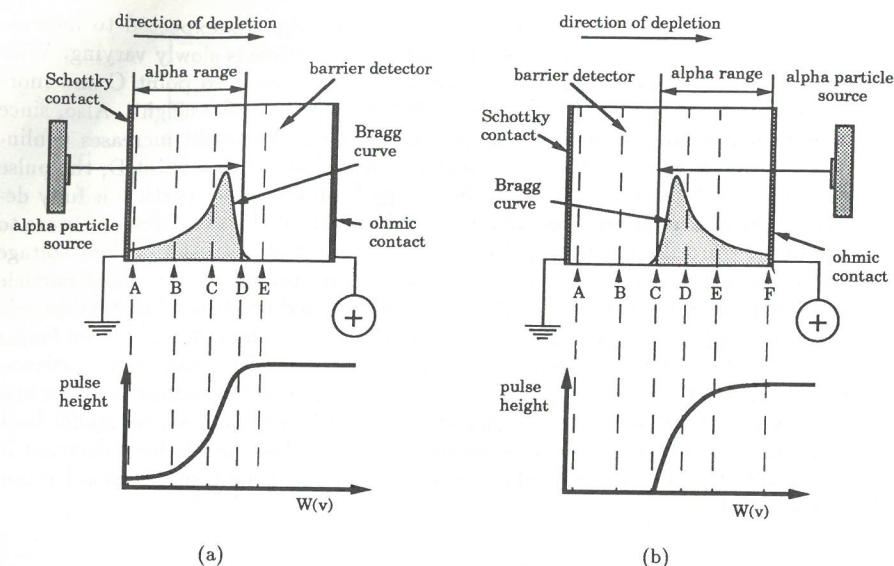 direction of depletion
alpha range
Schottky
contact
barrier detector
Bragg
curve
alpha particle
source
ohmic
contact
A
B
C
D
E
+
pulse
height
W(v)
(a)
direction of depletion
barrier detector
alpha range
alpha particle
source
Schottky
contact
Bragg
curve
ohmic
contact
A
B
C
D
E
F
+
pulse
height
W(v)
(b)